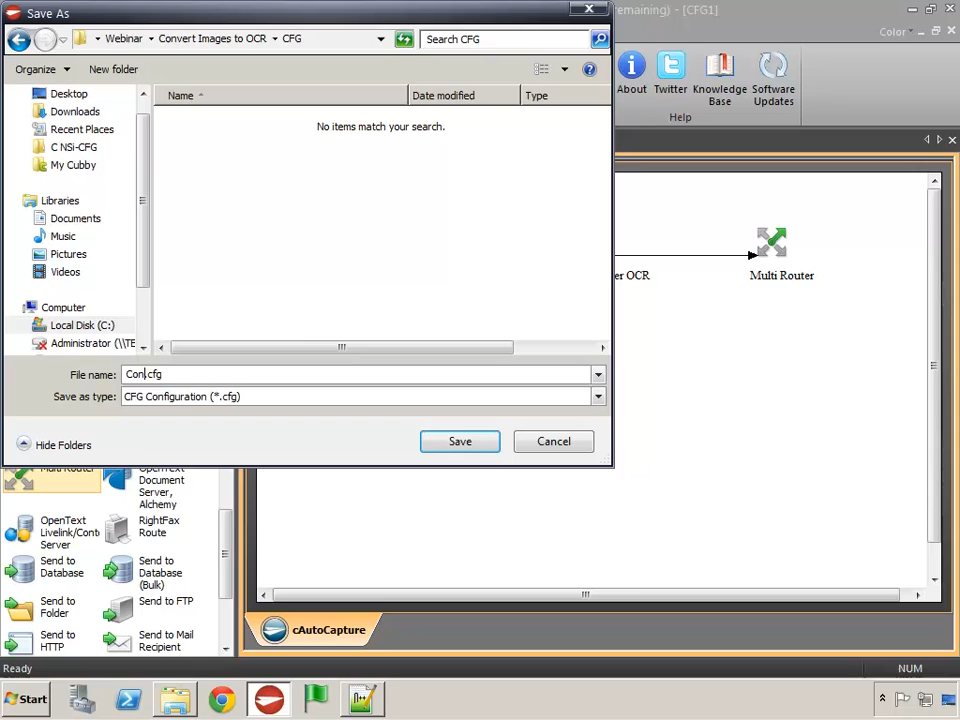 Save As
remaining) - [CFG1]
Webinar
Convert Images to OCR
CFG
Search CFG
Color
Organize
New folder
About
Twitter
Knowledge
Base
Software
Updates
Help
Name
Date modified
Type
No items match your search.
Desktop
Downloads
Recent Places
C NSi-CFG
My Cubby
Libraries
Documents
Music
Pictures
Videos
Computer
Local Disk (C:)
Administrator (\\TE
er OCR
Multi Router
File name:
Con.cfg
Save as type:
CFG Configuration (*.cfg)
Hide Folders
Save
Cancel
Multi Router
OpenText
Document
Server,
Alchemy
OpenText
Livelink/Cont
Server
RightFax
Route
Send to
Database
Send to
Database
(Bulk)
Send to
Folder
Send to FTP
Send to
HTTP
Send to Mail
Recipient
cAutoCapture
Ready
NUM
Start